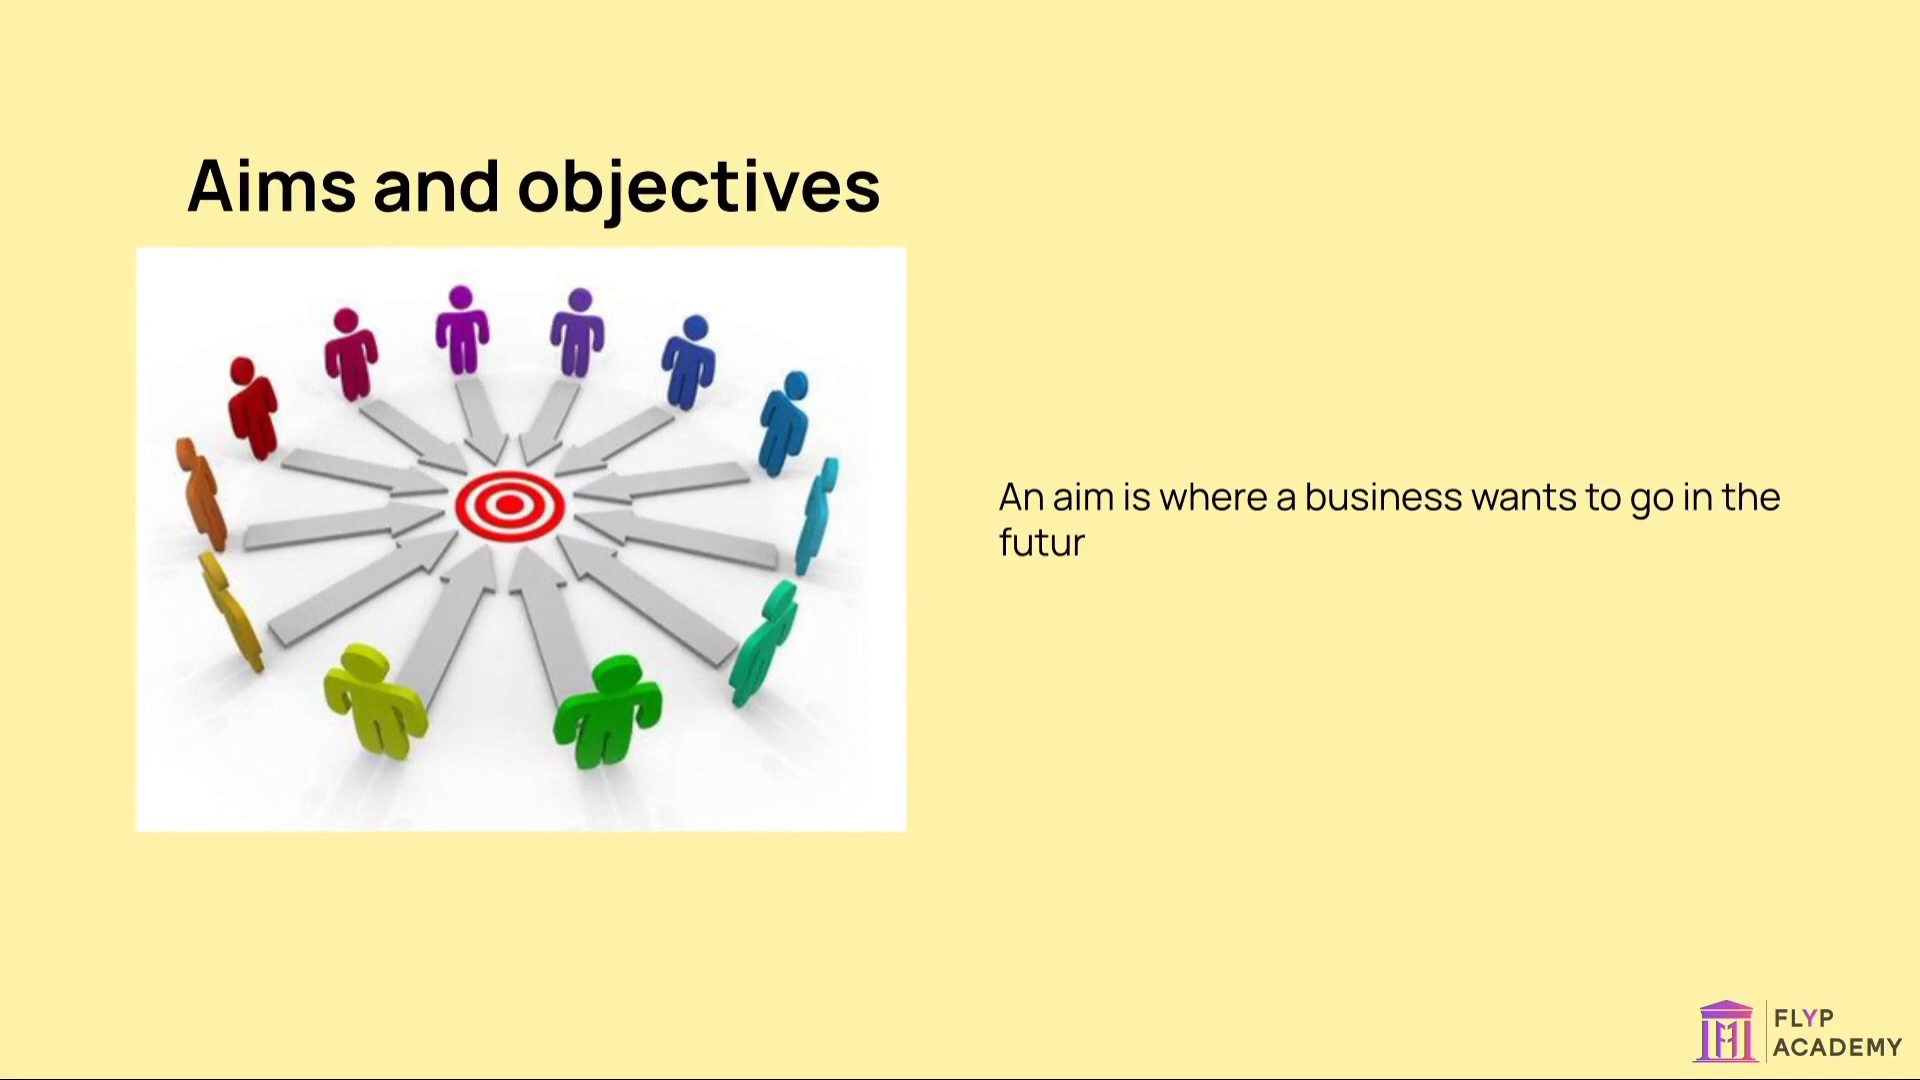 Aims and objectives
An aim is where a business wants to go in the
futur
FLYP
ACADEMY